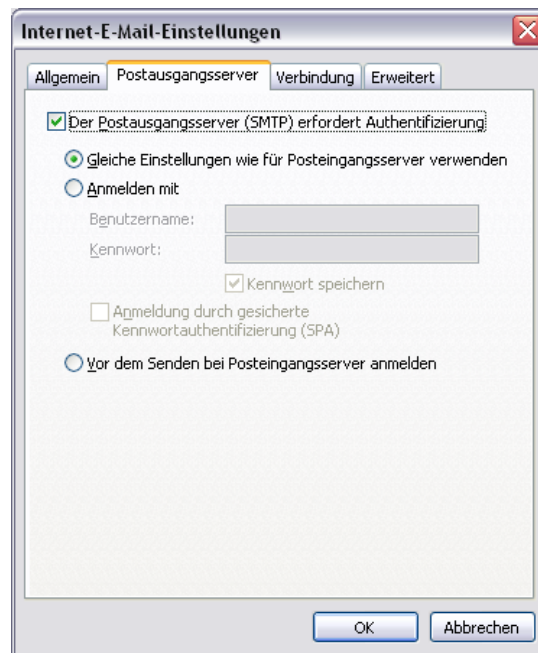 Internet-E-Mail-Einstellungen
Allgemein Postausgangsserver Verbindung Erweitert
Der Postausgangsserver (SMTP) erfordert Authentifizierung
Gleiche Einstellungen wie für Posteingangsserver verwenden
Anmelden mit
Benutzername:
Kennwort:
Kennwort speichern
Anmeldung durch gesicherte
Kennwortauthentifizierung (SPA)
Vor dem Senden bei Posteingangsserver anmelden
OK Abbrechen